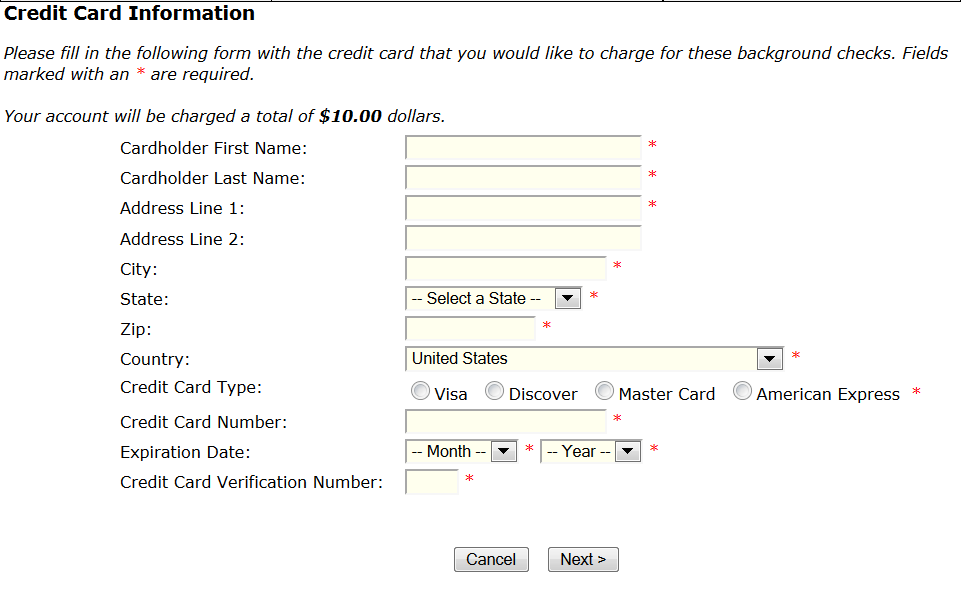 Credit Card Information
Please fill in the following form with the credit card that you would like to charge for these background checks. Fields
marked with an * are required.
Your account will be charged a total of $10.00 dollars.
Cardholder First Name: *
Cardholder Last Name: *
Address Line 1: *
Address Line 2:
City: *
State: -- Select a State -- *
Zip: *
Country: United States *
Credit Card Type: Visa Discover Master Card American Express *
Credit Card Number: *
Expiration Date: -- Month -- * -- Year -- *
Credit Card Verification Number: *
Cancel Next >